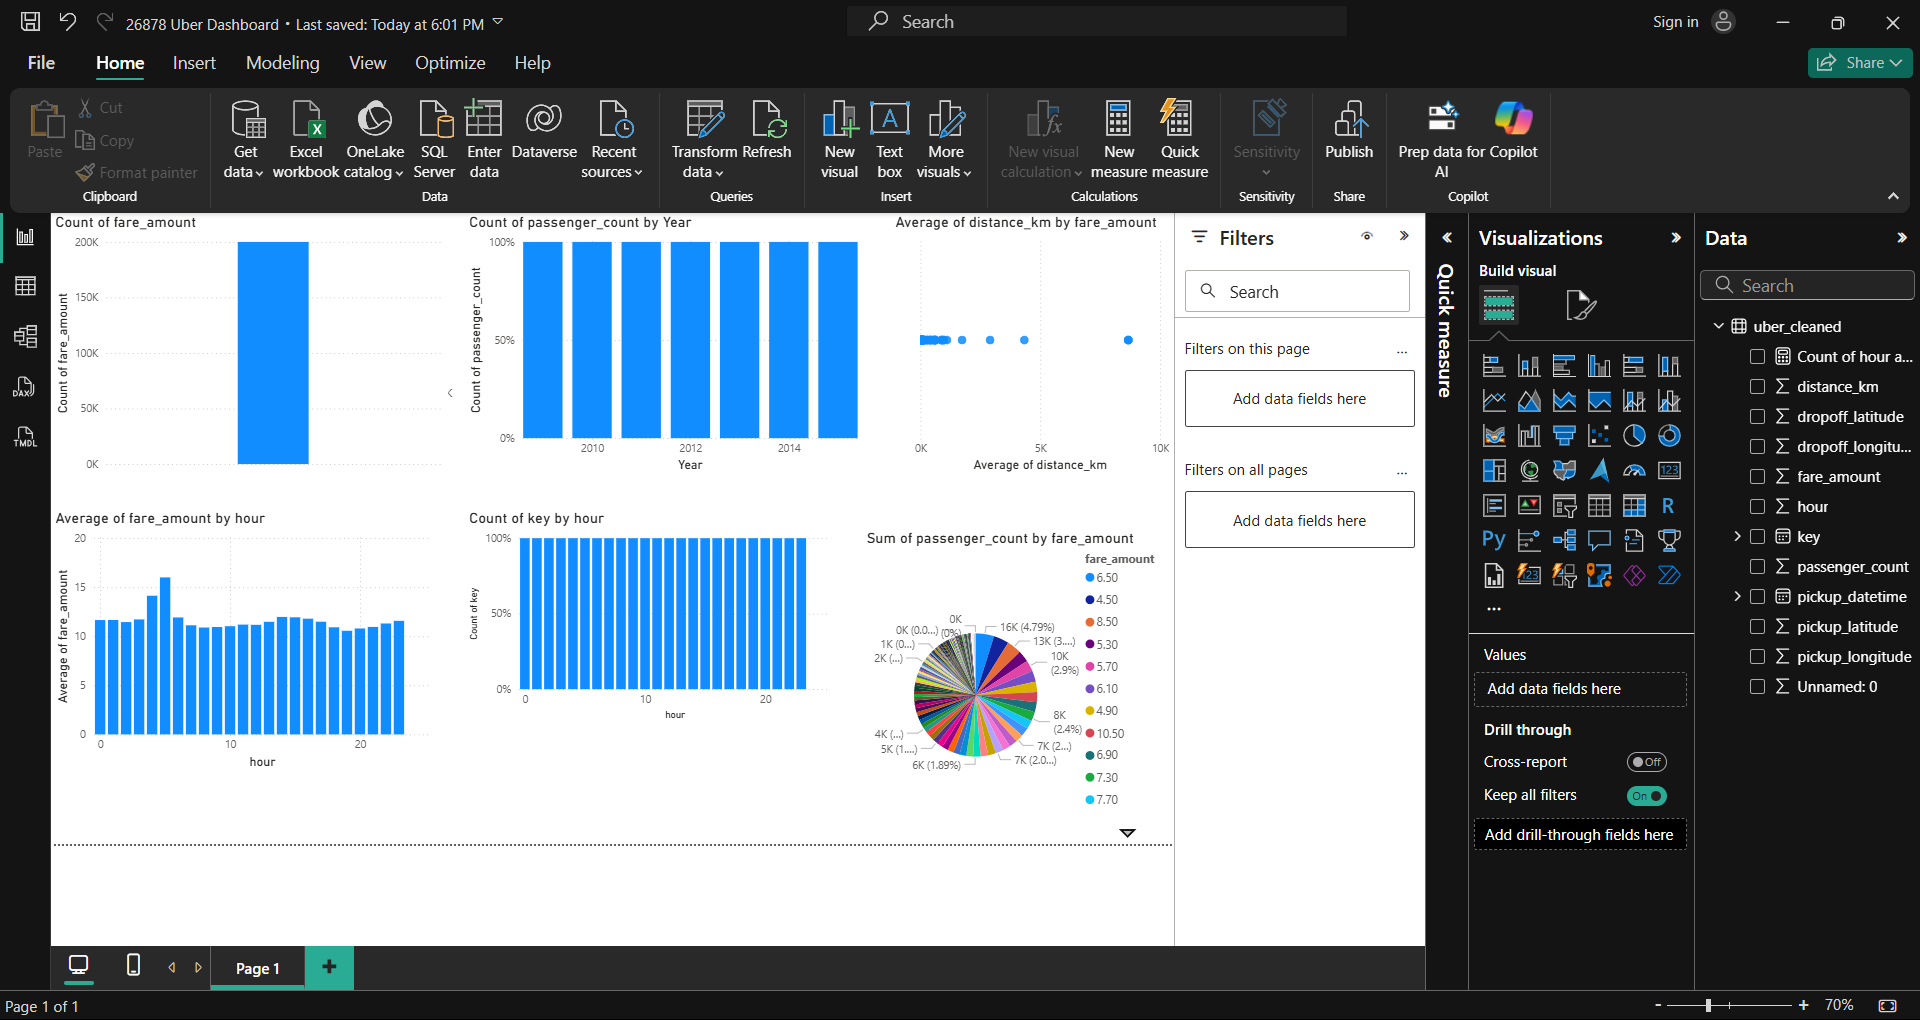 26878 Uber Dashboard • Last saved: Today at 6:01 PM
Search
Sign in
File
Home
Insert
Modeling
View
Optimize
Help
Share
Paste
Cut
Copy
Format painter
Clipboard
Get data
Excel workbook
OneLake catalog
SQL Server
Enter data
Dataverse
Recent sources
Data
Transform data
Refresh
Queries
New visual
Text box
More visuals
Insert
New visual calculation
New measure
Quick measure
Calculations
Sensitivity
Sensitivity
Publish
Share
Prep data for AI
Copilot
Copilot
DAX
TMDL
Count of fare_amount
Count of fare_amount
200K
150K
100K
50K
0K
Count of passenger_count by Year
Count of passenger_count
100%
50%
0%
2010
2012
2014
Year
Average of distance_km by fare_amount
0K
5K
10K
Average of distance_km
Average of fare_amount by hour
Average of fare_amount
20
15
10
5
0
0
10
20
hour
Count of key by hour
Count of key
100%
50%
0%
0
10
20
hour
Sum of passenger_count by fare_amount
fare_amount
6.50
4.50
8.50
5.30
5.70
6.10
4.90
10.50
6.90
7.30
7.70
0K
0K (0.0...)
(0%)
1K (0...)
2K (...)
4K (...)
5K (1....)
6K (1.89%)
16K (4.79%)
13K (3....)
10K
(2.9%)
8K
(2.4%)
7K (2...)
7K (2.0...)
Filters
Search
Filters on this page
...
Add data fields here
Filters on all pages
...
Add data fields here
Quick measure
Visualizations
Build visual
123
R
Py
123
...
Values
Add data fields here
Drill through
Cross-report
Off
Keep all filters
On
Add drill-through fields here
Data
Search
uber_cleaned
Count of hour a...
distance_km
dropoff_latitude
dropoff_longitu...
fare_amount
hour
key
passenger_count
pickup_datetime
pickup_latitude
pickup_longitude
Unnamed: 0
Page 1
Page 1 of 1
- + 70%